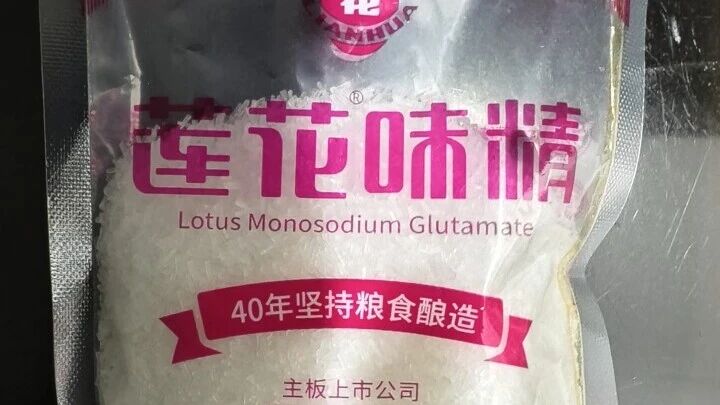 花
LIANHUA
莲花味精®
Lotus Monosodium Glutamate
40年坚持粮食酿造
主板上市公司